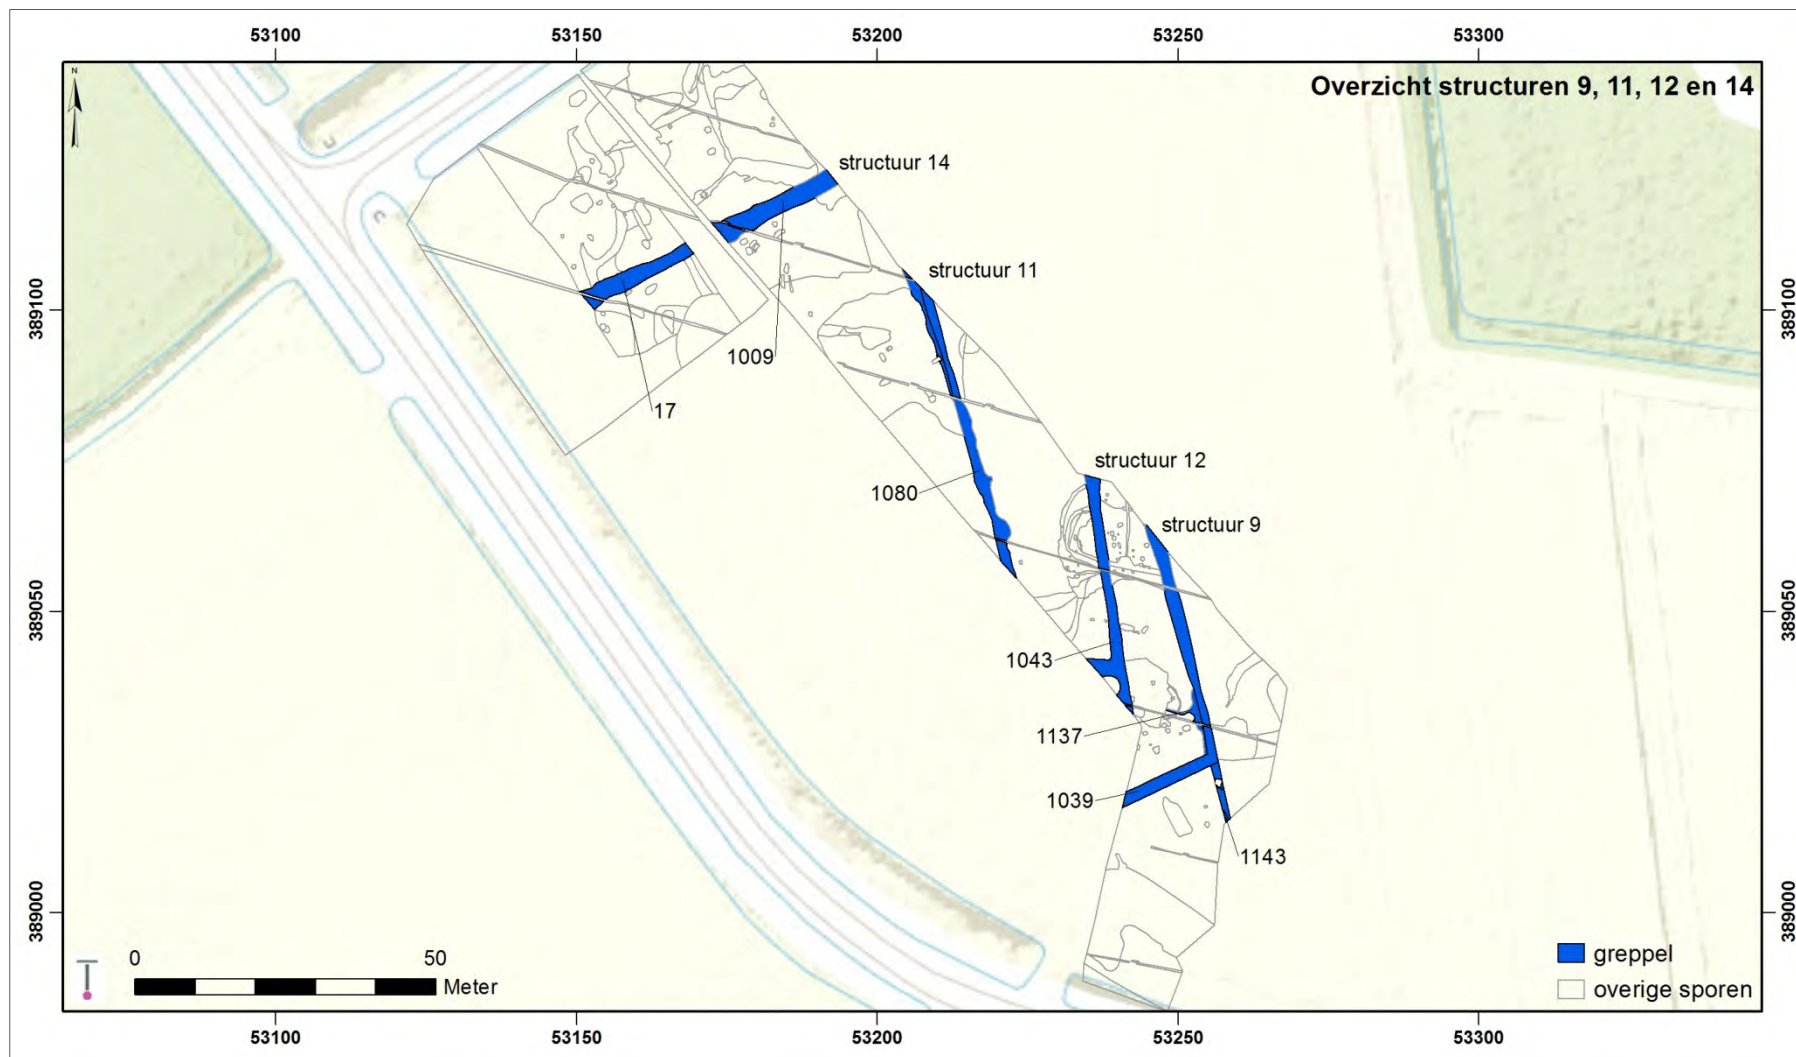 53100 53150 53200 53250 53300
N
Overzicht structuren 9, 11, 12 en 14
structuur 14
structuur 11
389100 389100
1009
17
structuur 12
1080
structuur 9
389050 389050
1043
1137
1039
1143
389000 389000
0 50
Meter
greppel
overige sporen
53100 53150 53200 53250 53300